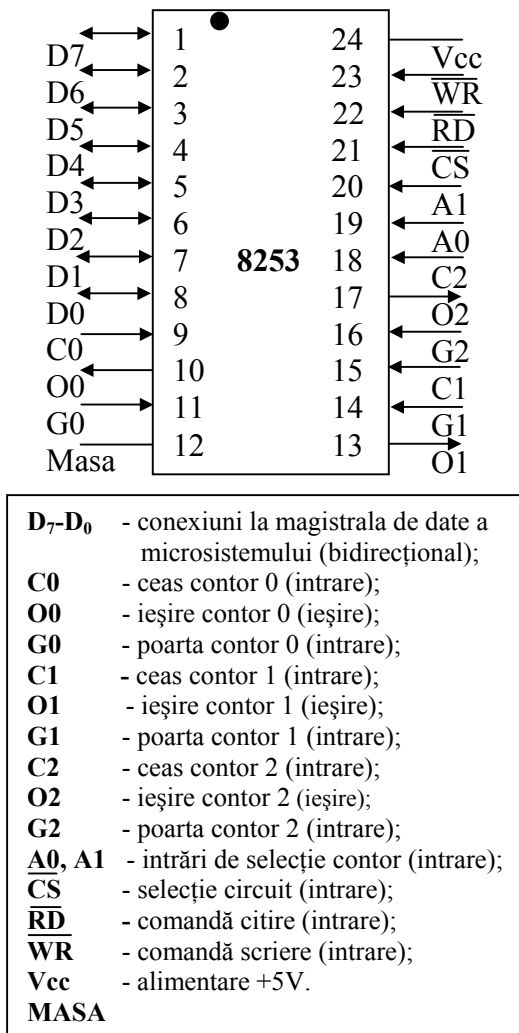 1 24
D7 Vcc
2 23
D6 WR
3 22
D5 RD
4 21
D4 CS
5 20
D3 A1
6 19
D2 A0
7 8253 18
D1 C2
8 17
D0 O2
9 16
C0 G2
10 15
O0 C1
11 14
G0 G1
12 13
Masa O1
D7-D0 - conexiuni la magistrala de date a
microsistemului (bidirecțional);
C0 - ceas contor 0 (intrare);
O0 - ieşire contor 0 (ieşire);
G0 - poarta contor 0 (intrare);
C1 - ceas contor 1 (intrare);
O1 - ieşire contor 1 (ieşire);
G1 - poarta contor 1 (intrare);
C2 - ceas contor 2 (intrare);
O2 - ieşire contor 2 (ieşire);
G2 - poarta contor 2 (intrare);
A0, A1 - intrări de selecție contor (intrare);
CS - selecție circuit (intrare);
RD - comandă citire (intrare);
WR - comandă scriere (intrare);
Vcc - alimentare +5V.
MASA